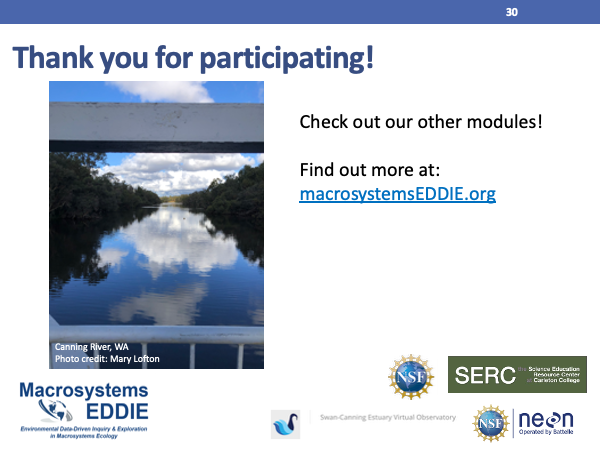 30
Thank you for participating!
Check out our other modules!
Find out more at:
macrosystemsEDDIE.org
Canning River, WA
Photo credit: Mary Lofton
Macrosystems
EDDIE
Environmental Data-Driven Inquiry & Exploration
in Macrosystems Ecology
Swan-Canning Estuary Virtual Observatory
NSF
SERC
the Science Education
Resource Center
at Carleton College
NSF
neon
Operated by Battelle